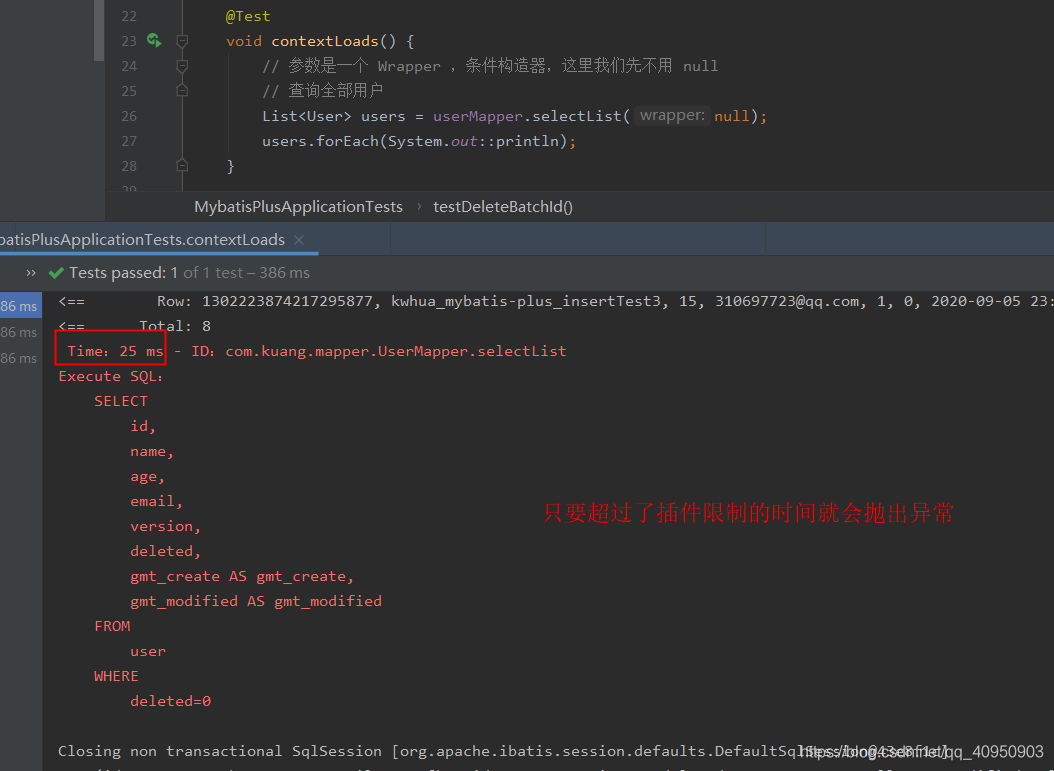 22 @Test
23 void contextLoads() {
24 // 参数是一个 Wrapper ，条件构造器，这里我们先不用 null
25 // 查询全部用户
26 List<User> users = userMapper.selectList( wrapper: null);
27 users.forEach(System.out::println);
28 }
29
MybatisPlusApplicationTests › testDeleteBatchId()
batisPlusApplicationTests.contextLoads ×
» Tests passed: 1 of 1 test – 386 ms
86 ms <== Row: 1302223874217295877, kwhua_mybatis-plus_insertTest3, 15, 310697723@qq.com, 1, 0, 2020-09-05 23:
<== Total: 8
86 ms Time：25 ms - ID：com.kuang.mapper.UserMapper.selectList
86 ms
Execute SQL：
SELECT
id,
name,
age,
email,
version,
deleted,
gmt_create AS gmt_create,
gmt_modified AS gmt_modified
FROM
user
WHERE
deleted=0
只要超过了插件限制的时间就会抛出异常
Closing non transactional SqlSession [org.apache.ibatis.session.defaults.DefaultSqlSession@43e8f1c]
https://blog.csdn.net/qq_40950903